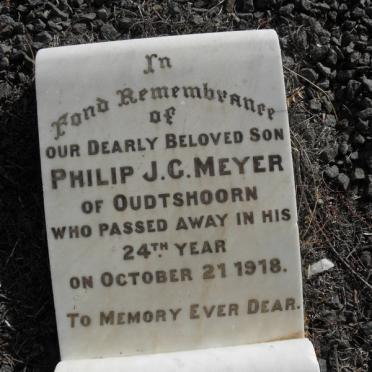 In
Fond Remembrance
of
OUR DEARLY BELOVED SON
PHILIP J.C. MEYER
OF OUDTSHOORN
WHO PASSED AWAY IN HIS
24TH YEAR
ON OCTOBER 21 1918.
TO MEMORY EVER DEAR.